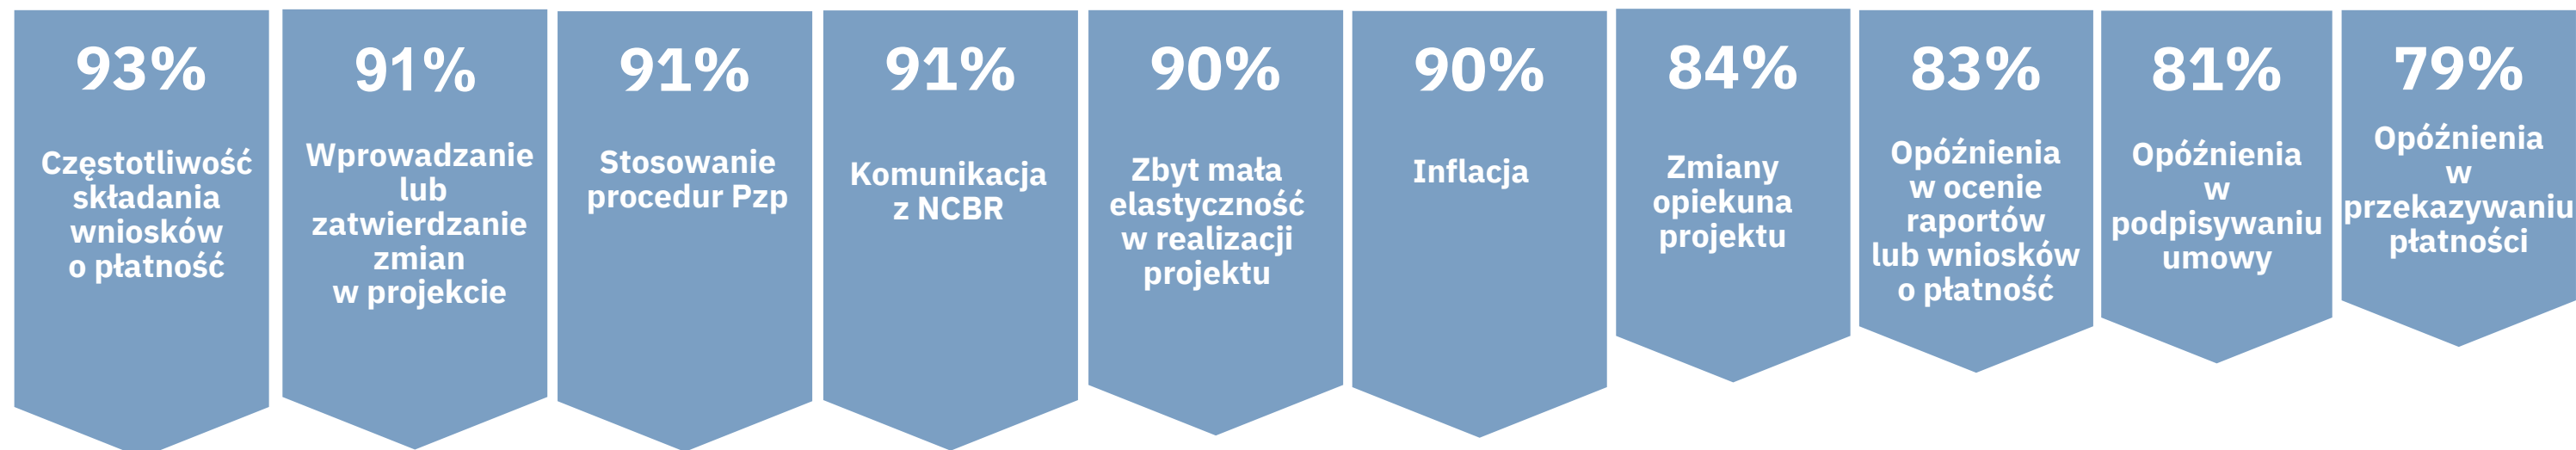 93%
Częstotliwość
składania
wniosków
o płatność
91%
Wprowadzanie
lub
zatwierdzanie
zmian
w projekcie
91%
Stosowanie
procedur Pzp
91%
Komunikacja
z NCBR
90%
Zbyt mała
elastyczność
w realizacji
projektu
90%
Inflacja
84%
Zmiany
opiekuna
projektu
83%
Opóźnienia
w ocenie
raportów
lub wniosków
o płatność
81%
Opóźnienia
w
podpisywaniu
umowy
79%
Opóźnienia
w
przekazywaniu
płatności